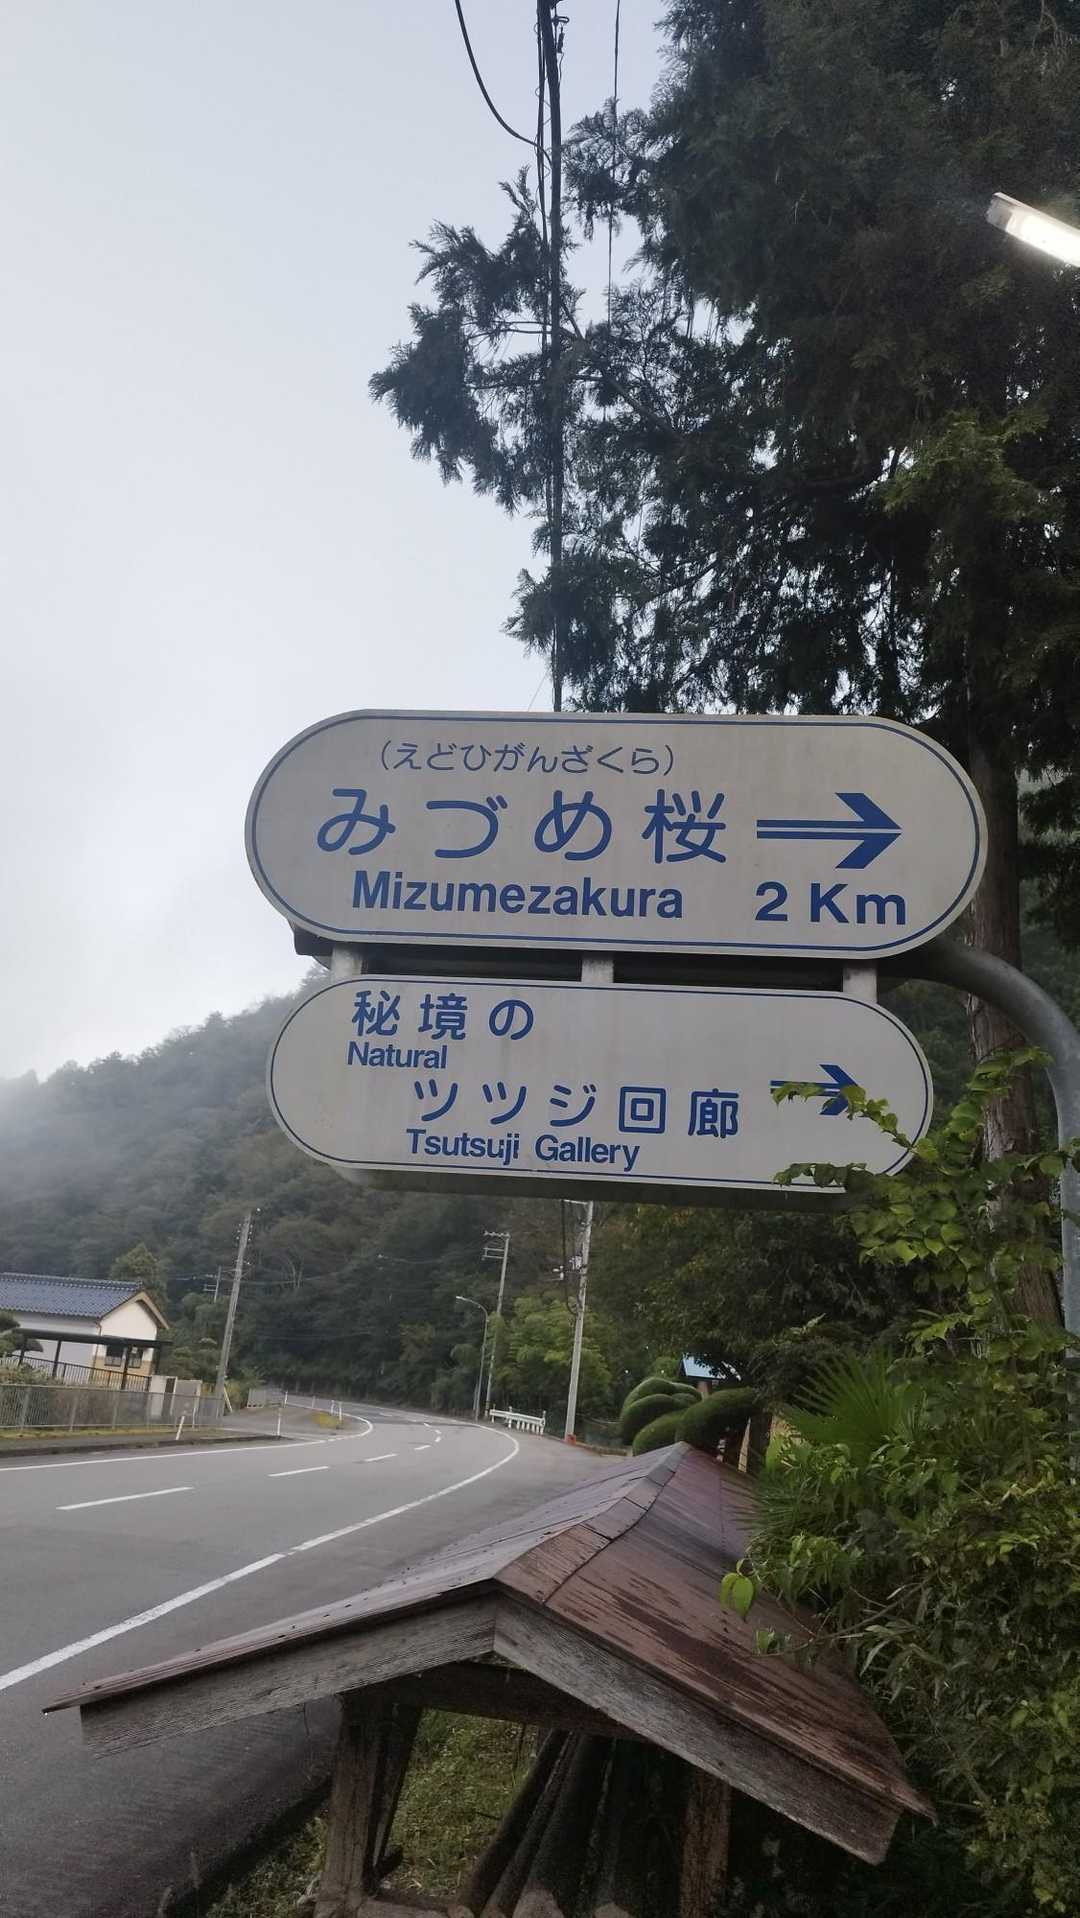 （えどひがんざくら）
みづめ桜
Mizumezakura 2 Km
秘境の
Natural
ツツジ回廊
Tsutsuji Gallery